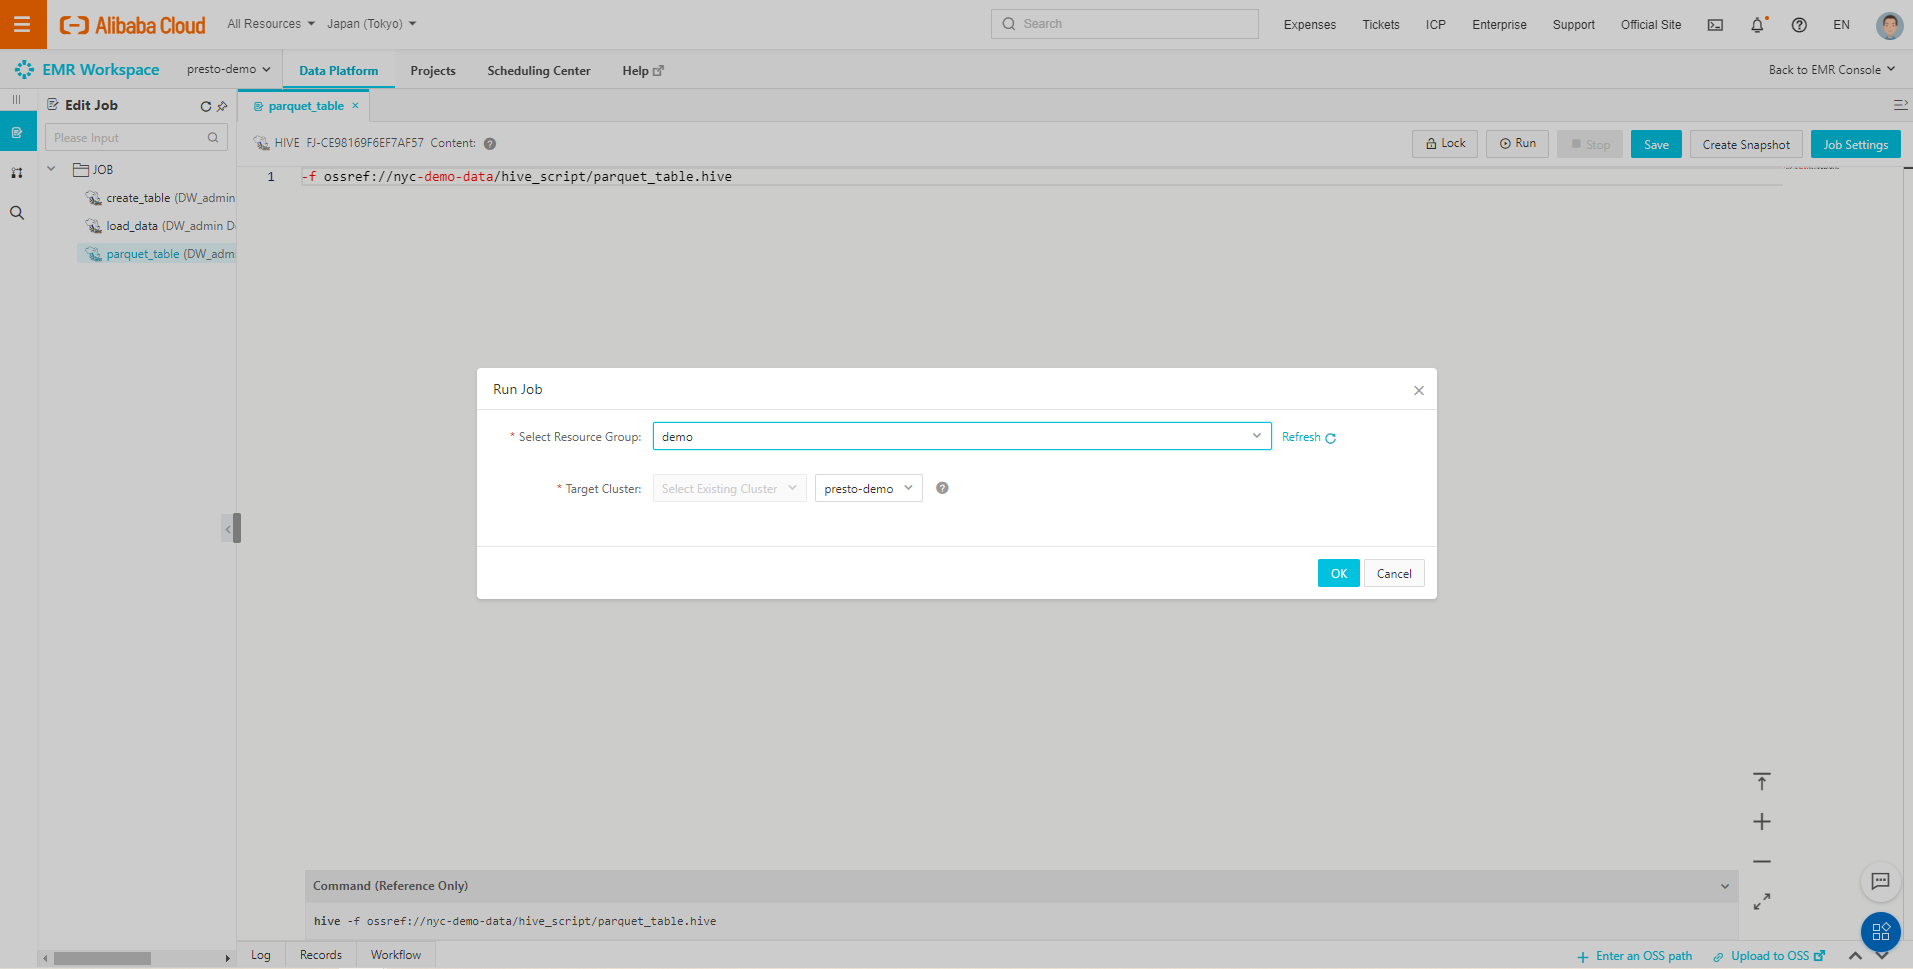 Alibaba Cloud All Resources Japan (Tokyo) Search Expenses Tickets ICP Enterprise Support Official Site EN
EMR Workspace presto-demo Data Platform Projects Scheduling Center Help Back to EMR Console
Edit Job
parquet_table ×
Please Input
HIVE FJ-CE98169F6EF7AF57 Content: ?
Lock Run Stop Save Create Snapshot Job Settings
JOB
1 -f ossref://nyc-demo-data/hive_script/parquet_table.hive
create_table (DW_admin
load_data (DW_admin D
parquet_table (DW_adm
Run Job
* Select Resource Group: demo Refresh
* Target Cluster: Select Existing Cluster presto-demo ?
OK Cancel
Command (Reference Only)
hive -f ossref://nyc-demo-data/hive_script/parquet_table.hive
Log Records Workflow
Enter an OSS path Upload to OSS